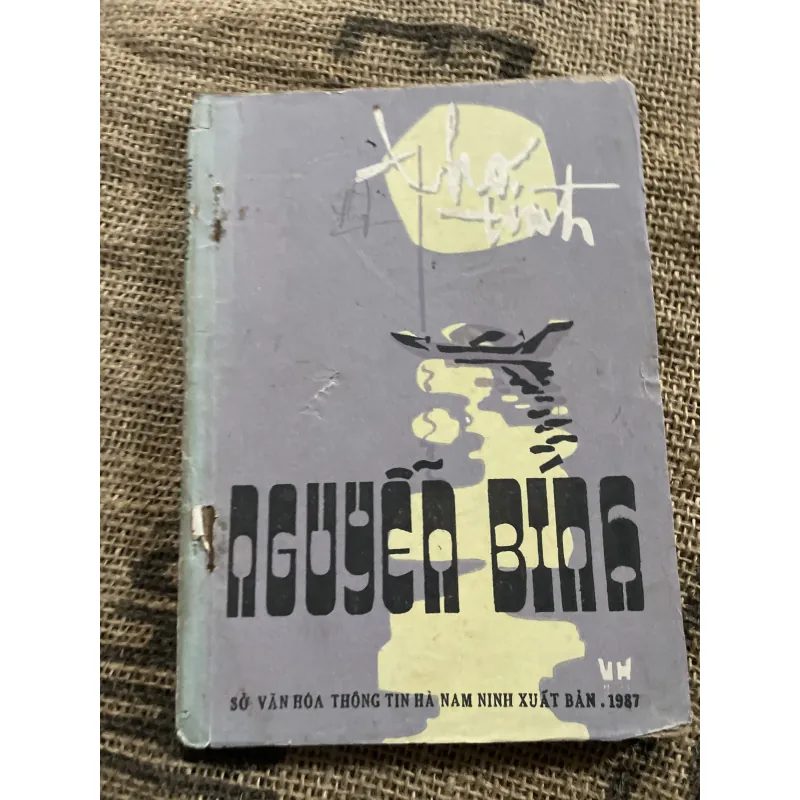 thơ
tình
NGUYỄN BÍNH
VH
SỞ VĂN HÓA THÔNG TIN HÀ NAM NINH XUẤT BẢN . 1987